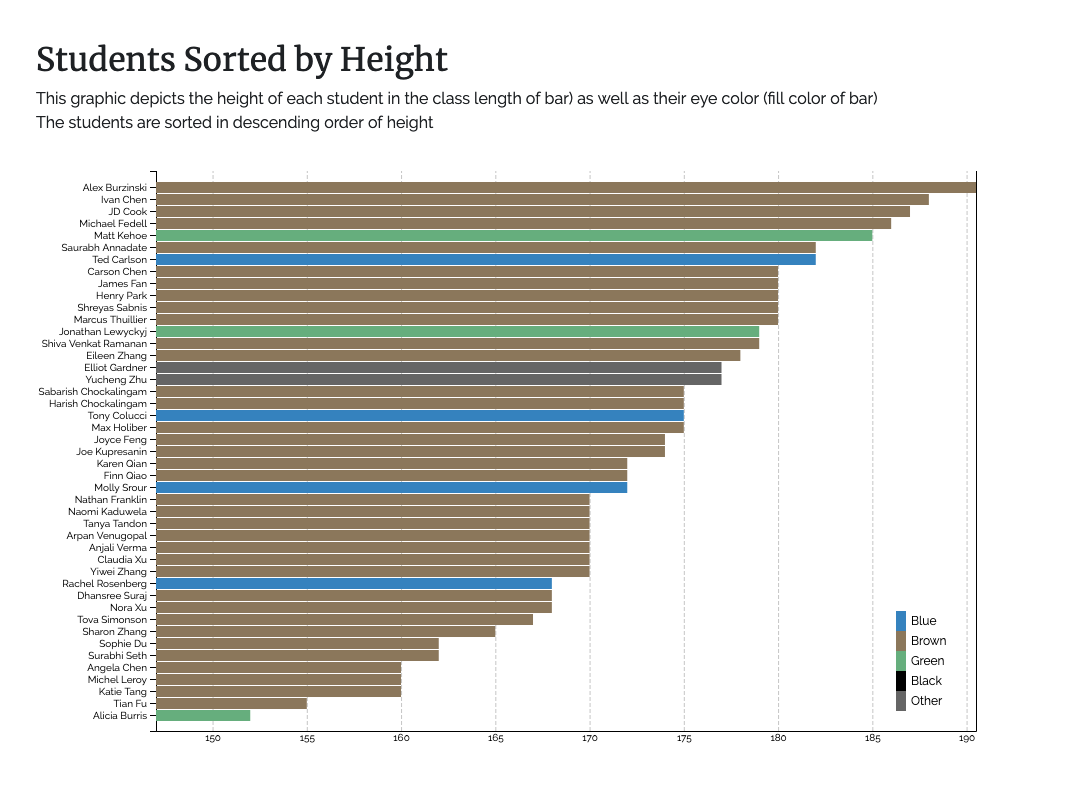 Students Sorted by Height
This graphic depicts the height of each student in the class length of bar) as well as their eye color (fill color of bar)
The students are sorted in descending order of height
Alex Burzinski
Ivan Chen
JD Cook
Michael Fedell
Matt Kehoe
Saurabh Annadate
Ted Carlson
Carson Chen
James Fan
Henry Park
Shreyas Sabnis
Marcus Thuillier
Jonathan Lewyckyj
Shiva Venkat Ramanan
Eileen Zhang
Elliot Gardner
Yucheng Zhu
Sabarish Chockalingam
Harish Chockalingam
Tony Colucci
Max Holiber
Joyce Feng
Joe Kupresanin
Karen Qian
Finn Qiao
Molly Srour
Nathan Franklin
Naomi Kaduwela
Tanya Tandon
Arpan Venugopal
Anjali Verma
Claudia Xu
Yiwei Zhang
Rachel Rosenberg
Dhansree Suraj
Nora Xu
Tova Simonson
Sharon Zhang
Sophie Du
Surabhi Seth
Angela Chen
Michel Leroy
Katie Tang
Tian Fu
Alicia Burris
Blue
Brown
Green
Black
Other
150 155 160 165 170 175 180 185 190